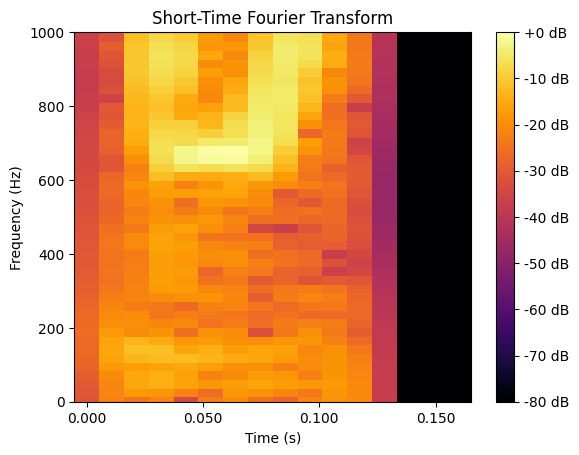 Short-Time Fourier Transform
Frequency (Hz)
1000
800
600
400
200
0
0.000
0.050
0.100
0.150
Time (s)
+0 dB
-10 dB
-20 dB
-30 dB
-40 dB
-50 dB
-60 dB
-70 dB
-80 dB